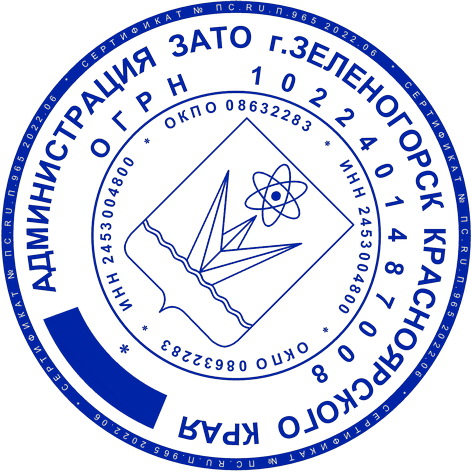 СЕРТИФИКАТ № ПС.RU.П.965 2022.06 * СЕРТИФИКАТ № ПС.RU.П.965 2022.06 * СЕРТИФИКАТ № ПС.RU.П.965 2022.06 * СЕРТИФИКАТ № ПС.RU.П.965 2022.06 *
АДМИНИСТРАЦИЯ ЗАТО г.ЗЕЛЕНОГОРСК КРАСНОЯРСКОГО КРАЯ
*
ОГРН 1022401487008
* ОКПО 08632283 * ИНН 2453004800 * ОКПО 08632283 * ИНН 2453004800